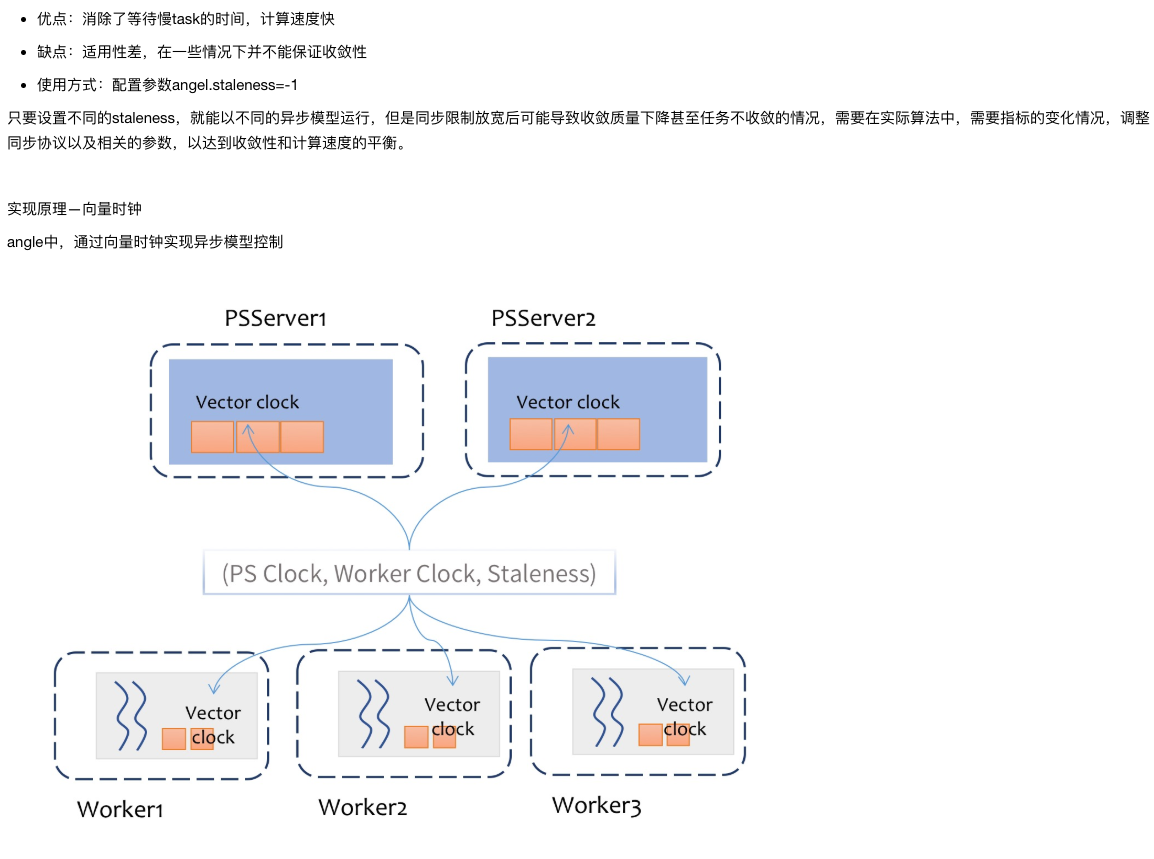 优点：消除了等待慢task的时间，计算速度快
缺点：适用性差，在一些情况下并不能保证收敛性
使用方式：配置参数angel.staleness=-1
只要设置不同的staleness，就能以不同的异步模型运行，但是同步限制放宽后可能导致收敛质量下降甚至任务不收敛的情况，需要在实际算法中，需要指标的变化情况，调整
同步协议以及相关的参数，以达到收敛性和计算速度的平衡。
实现原理—向量时钟
angle中，通过向量时钟实现异步模型控制
PSServer1
PSServer2
Vector clock
Vector clock
(PS Clock, Worker Clock, Staleness)
Vector
clock
Vector
clock
Vector
clock
Worker1
Worker2
Worker3